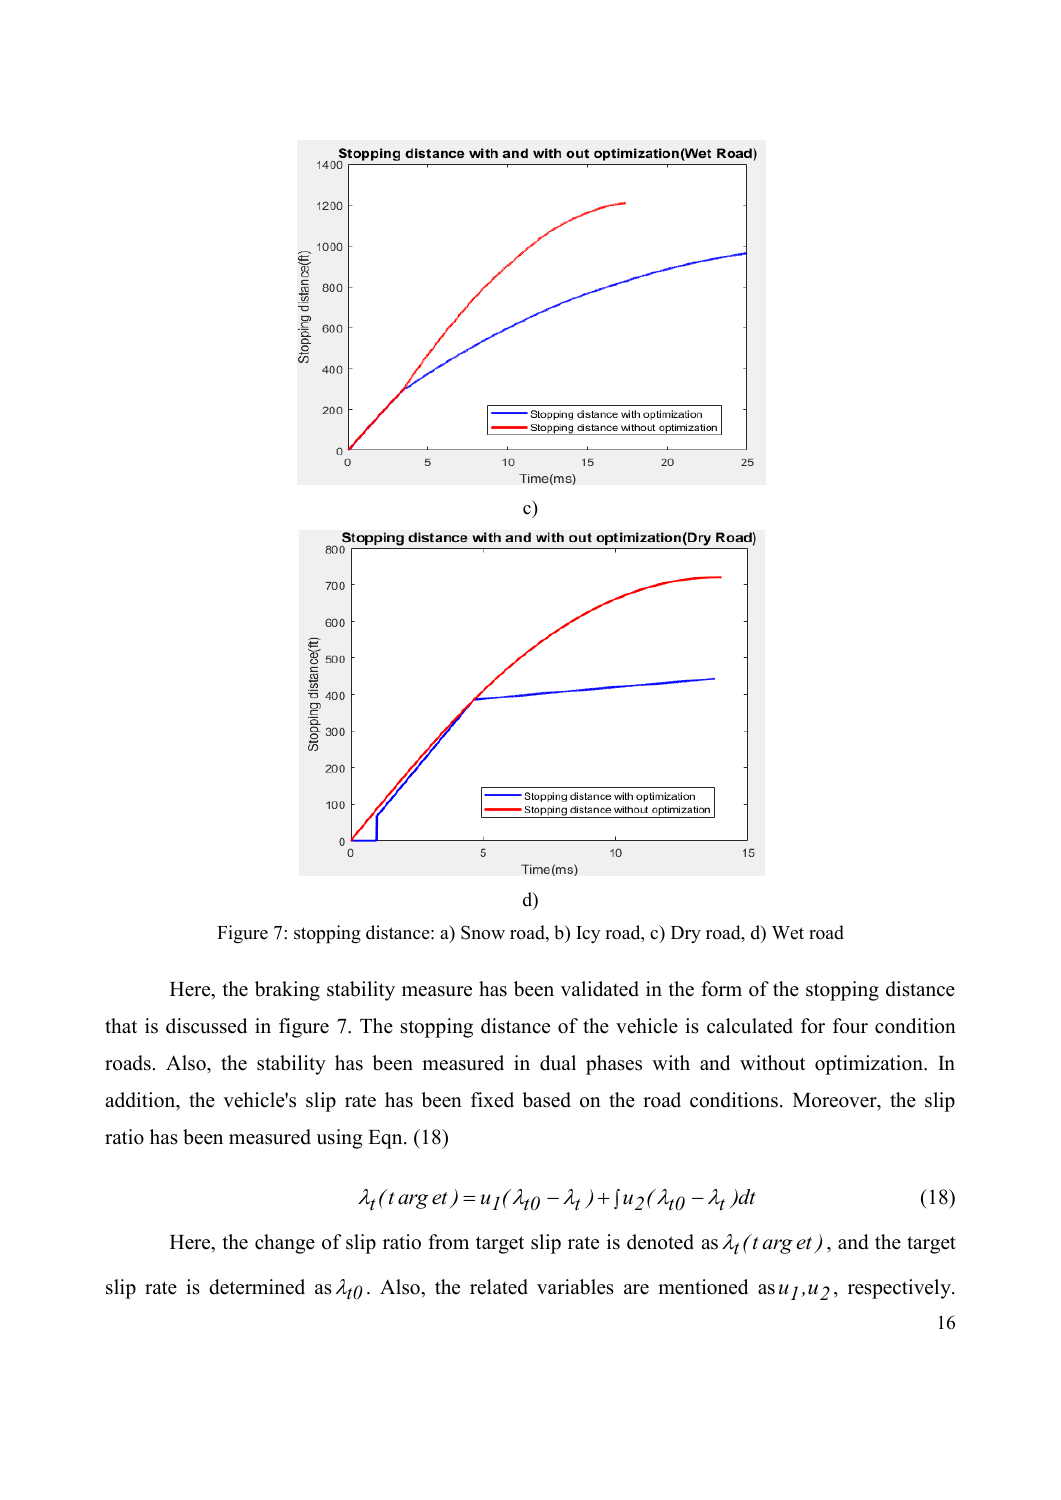 Stopping distance with and with out optimization(Wet Road)
1400
1200
1000
800
600
400
200
0
Stopping distance(ft)
Stopping distance with optimization
Stopping distance without optimization
0 5 10 15 20 25
Time(ms)
c)
Stopping distance with and with out optimization(Dry Road)
800
700
600
500
400
300
200
100
0
Stopping distance(ft)
Stopping distance with optimization
Stopping distance without optimization
0 5 10 15
Time(ms)
d)
Figure 7: stopping distance: a) Snow road, b) Icy road, c) Dry road, d) Wet road
Here, the braking stability measure has been validated in the form of the stopping distance
that is discussed in figure 7. The stopping distance of the vehicle is calculated for four condition
roads. Also, the stability has been measured in dual phases with and without optimization. In
addition, the vehicle's slip rate has been fixed based on the road conditions. Moreover, the slip
ratio has been measured using Eqn. (18)
λt(t arg et) = u1(λt0 − λt) + ∫u2(λt0 − λt)dt (18)
Here, the change of slip ratio from target slip rate is denoted as λt(t arg et), and the target
slip rate is determined as λt0. Also, the related variables are mentioned as u1,u2, respectively.
16